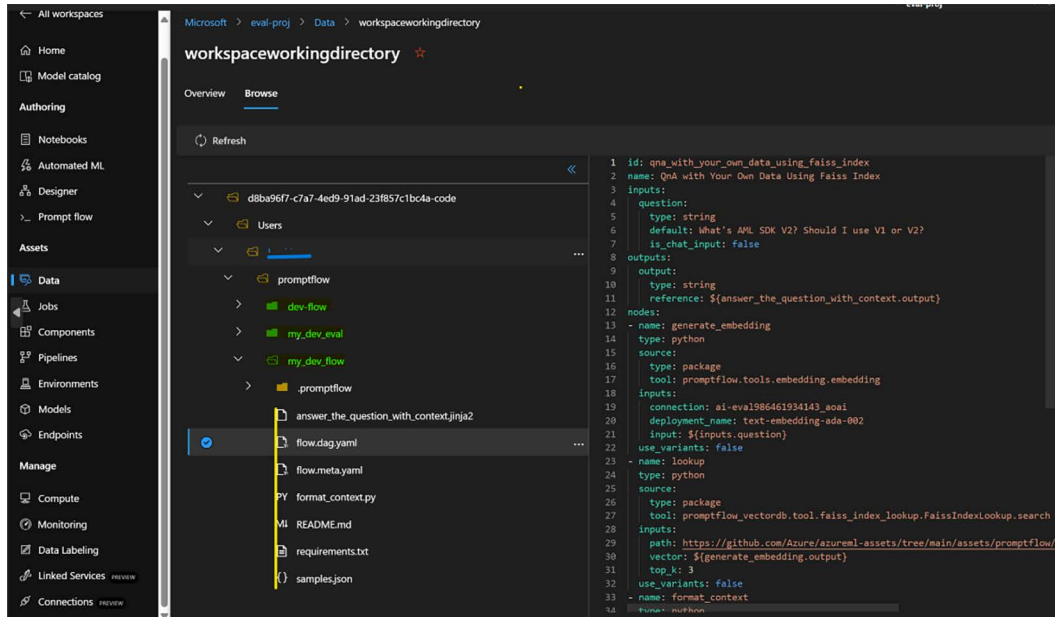 eval-proj
All workspaces
Microsoft > eval-proj > Data > workspaceworkingdirectory
Home
workspaceworkingdirectory
Model catalog
Overview Browse
Authoring
Notebooks
Refresh
Automated ML
Designer
Prompt flow
Assets
Data
Jobs
Components
Pipelines
Environments
Models
Endpoints
Manage
Compute
Monitoring
Data Labeling
Linked Services PREVIEW
Connections PREVIEW
d8ba96f7-c7a7-4ed9-91ad-23f857c1bc4a-code
Users
promptflow
dev-flow
my_dev_eval
my_dev_flow
.promptflow
answer_the_question_with_context.jinja2
flow.dag.yaml
flow.meta.yaml
PY format_context.py
M↓ README.md
requirements.txt
{} samples.json
1 id: qna_with_your_own_data_using_faiss_index
2 name: QnA with Your Own Data Using Faiss Index
3 inputs:
4 question:
5 type: string
6 default: What's AML SDK V2? Should I use V1 or V2?
7 is_chat_input: false
8 outputs:
9 output:
10 type: string
11 reference: ${answer_the_question_with_context.output}
12 nodes:
13 - name: generate_embedding
14 type: python
15 source:
16 type: package
17 tool: promptflow.tools.embedding.embedding
18 inputs:
19 connection: ai-eval986461934143_aoai
20 deployment_name: text-embedding-ada-002
21 input: ${inputs.question}
22 use_variants: false
23 - name: lookup
24 type: python
25 source:
26 type: package
27 tool: promptflow_vectordb.tool.faiss_index_lookup.FaissIndexLookup.search
28 inputs:
29 path: https://github.com/Azure/azureml-assets/tree/main/assets/promptflow/
30 vector: ${generate_embedding.output}
31 top_k: 3
32 use_variants: false
33 - name: format_context
34 type: python